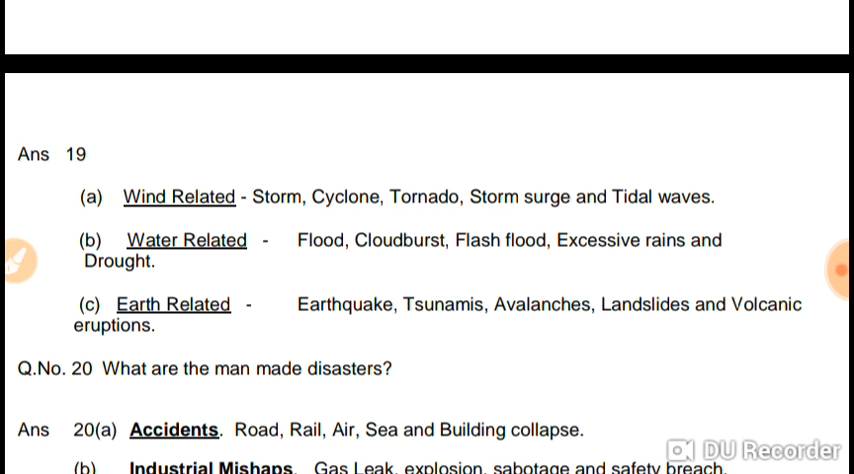 Ans 19
(a) Wind Related - Storm, Cyclone, Tornado, Storm surge and Tidal waves.
(b) Water Related - Flood, Cloudburst, Flash flood, Excessive rains and
Drought.
(c) Earth Related - Earthquake, Tsunamis, Avalanches, Landslides and Volcanic
eruptions.
Q.No. 20 What are the man made disasters?
Ans 20(a) Accidents. Road, Rail, Air, Sea and Building collapse.
(b) Industrial Mishaps. Gas Leak, explosion, sabotage and safety breach.
DU Recorder